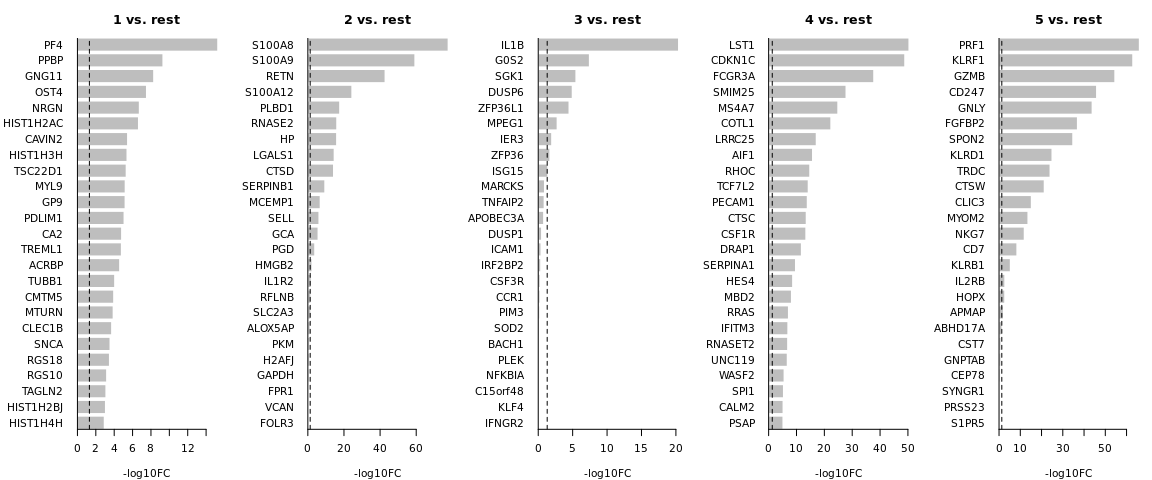 1 vs. rest
PF4
PPBP
GNG11
OST4
NRGN
HIST1H2AC
CAVIN2
HIST1H3H
TSC22D1
MYL9
GP9
PDLIM1
CA2
TREML1
ACRBP
TUBB1
CMTM5
MTURN
CLEC1B
SNCA
RGS18
RGS10
TAGLN2
HIST1H2BJ
HIST1H4H
0 2 4 6 8 12
-log10FC
2 vs. rest
S100A8
S100A9
RETN
S100A12
PLBD1
RNASE2
HP
LGALS1
CTSD
SERPINB1
MCEMP1
SELL
GCA
PGD
HMGB2
IL1R2
RFLNB
SLC2A3
ALOX5AP
PKM
H2AFJ
GAPDH
FPR1
VCAN
FOLR3
0 20 40 60
-log10FC
3 vs. rest
IL1B
G0S2
SGK1
DUSP6
ZFP36L1
MPEG1
IER3
ZFP36
ISG15
MARCKS
TNFAIP2
APOBEC3A
DUSP1
ICAM1
IRF2BP2
CSF3R
CCR1
PIM3
SOD2
BACH1
PLEK
NFKBIA
C15orf48
KLF4
IFNGR2
0 5 10 15 20
-log10FC
4 vs. rest
LST1
CDKN1C
FCGR3A
SMIM25
MS4A7
COTL1
LRRC25
AIF1
RHOC
TCF7L2
PECAM1
CTSC
CSF1R
DRAP1
SERPINA1
HES4
MBD2
RRAS
IFITM3
RNASET2
UNC119
WASF2
SPI1
CALM2
PSAP
0 10 20 30 40 50
-log10FC
5 vs. rest
PRF1
KLRF1
GZMB
CD247
GNLY
FGFBP2
SPON2
KLRD1
TRDC
CTSW
CLIC3
MYOM2
NKG7
CD7
KLRB1
IL2RB
HOPX
APMAP
ABHD17A
CST7
GNPTAB
CEP78
SYNGR1
PRSS23
S1PR5
0 10 30 50
-log10FC